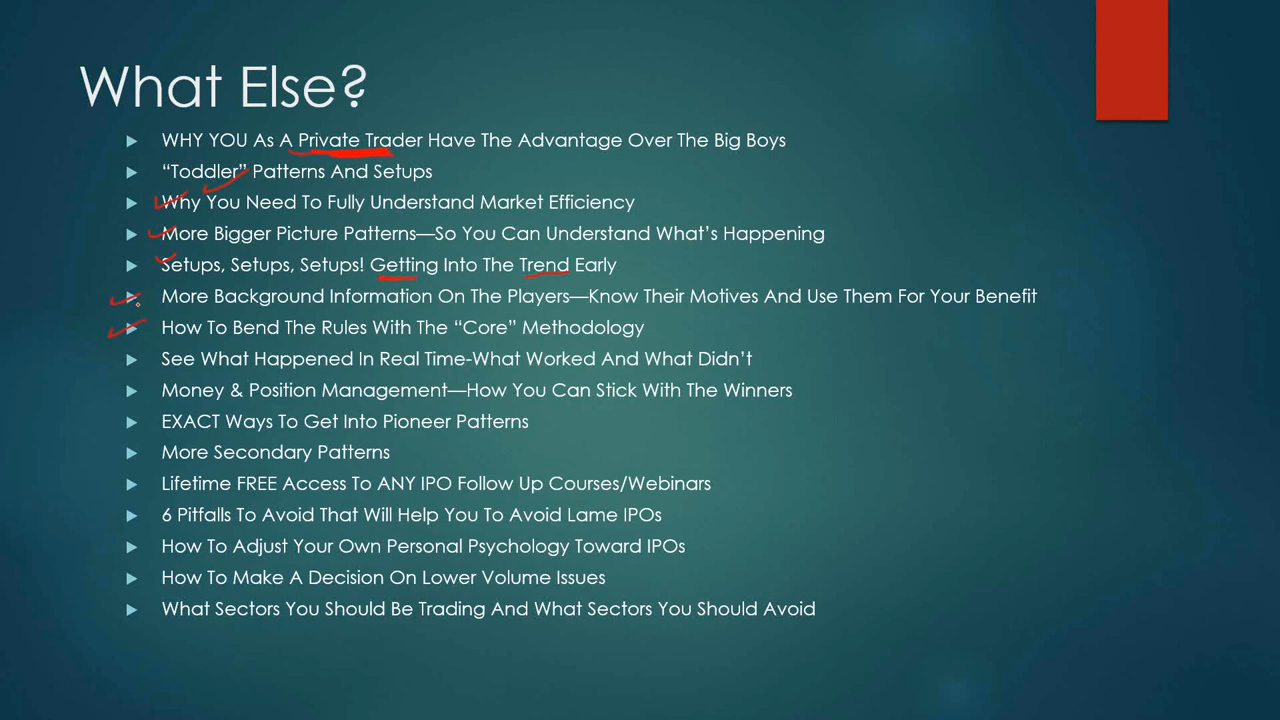 What Else?
WHY YOU As A Private Trader Have The Advantage Over The Big Boys
“Toddler” Patterns And Setups
Why You Need To Fully Understand Market Efficiency
More Bigger Picture Patterns—So You Can Understand What’s Happening
Setups, Setups, Setups! Getting Into The Trend Early
More Background Information On The Players—Know Their Motives And Use Them For Your Benefit
How To Bend The Rules With The “Core” Methodology
See What Happened In Real Time-What Worked And What Didn’t
Money & Position Management—How You Can Stick With The Winners
EXACT Ways To Get Into Pioneer Patterns
More Secondary Patterns
Lifetime FREE Access To ANY IPO Follow Up Courses/Webinars
6 Pitfalls To Avoid That Will Help You To Avoid Lame IPOs
How To Adjust Your Own Personal Psychology Toward IPOs
How To Make A Decision On Lower Volume Issues
What Sectors You Should Be Trading And What Sectors You Should Avoid